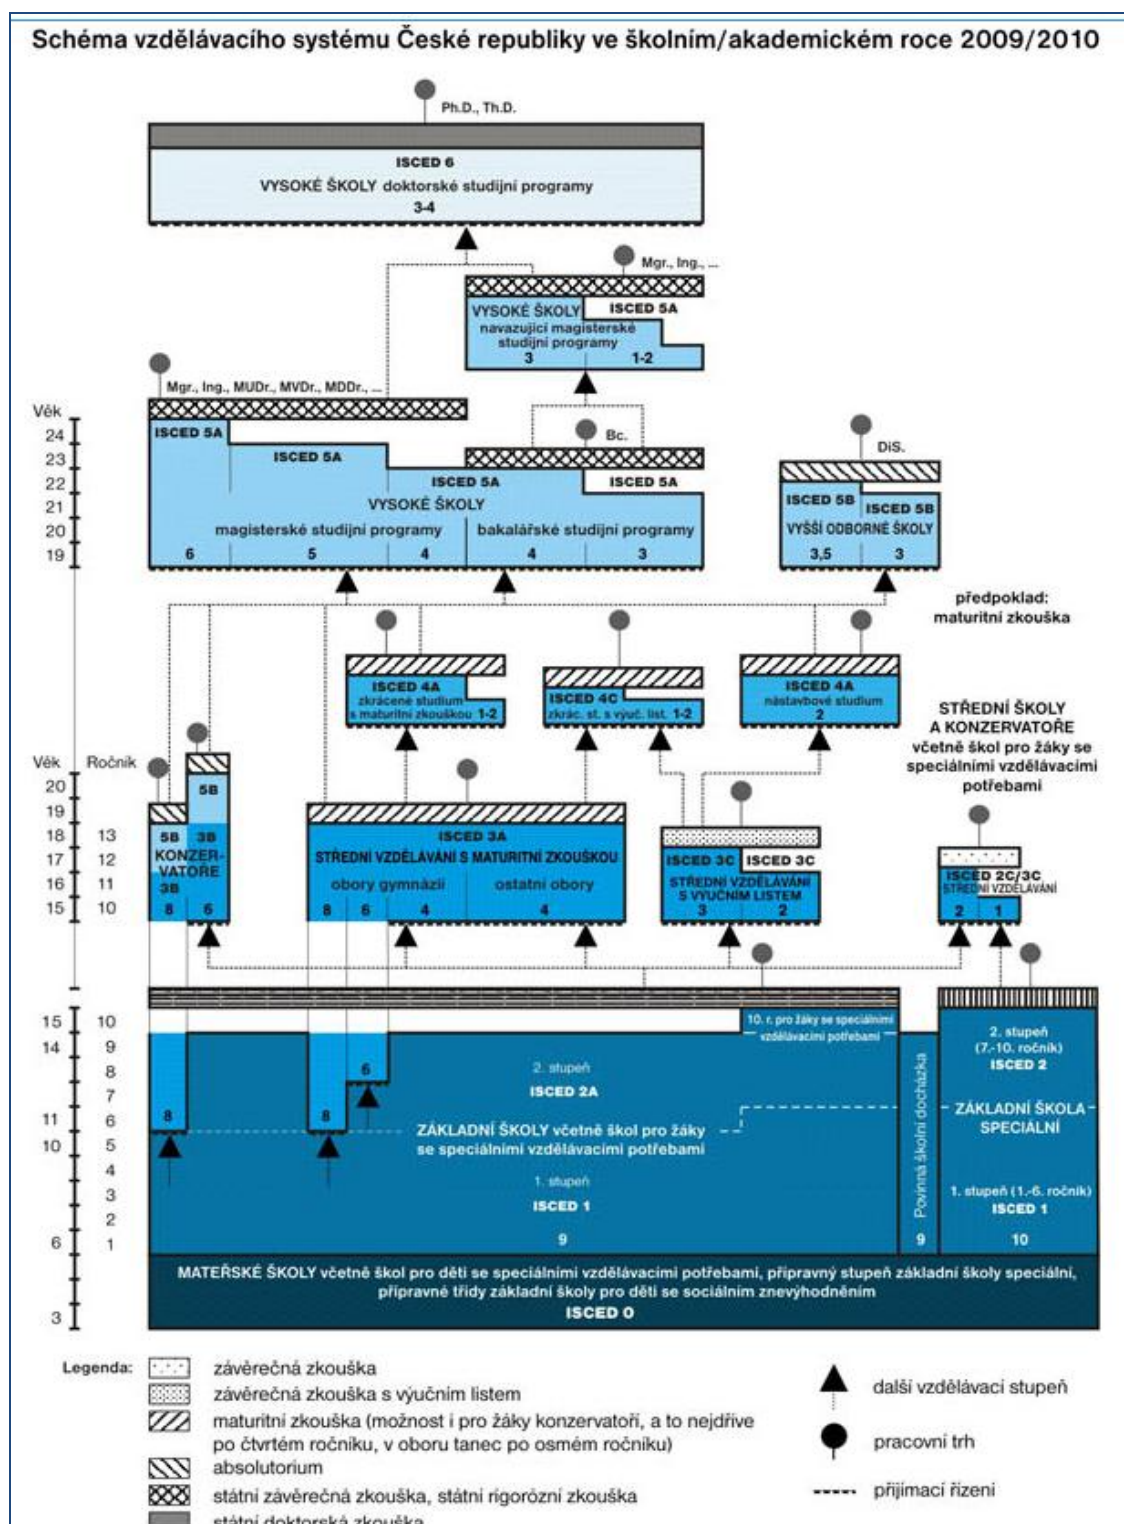 Schéma vzdělávacího systému České republiky ve školním/akademickém roce 2009/2010
Ph.D., Th.D.
ISCED 6
VYSOKÉ ŠKOLY doktorské studijní programy
3-4
Mgr., Ing., ...
VYSOKÉ ŠKOLY
ISCED 5A
navazující magisterské
studijní programy
3
1-2
Mgr., Ing., MUDr., MVDr., MDDr., ...
Bc.
DiS.
Věk
24
23
22
21
20
19
ISCED 5A
ISCED 5A
ISCED 5A
ISCED 5A
VYSOKÉ ŠKOLY
magisterské studijní programy
bakalářské studijní programy
6
5
4
4
3
ISCED 5B
ISCED 5B
VYŠŠÍ ODBORNÉ ŠKOLY
3,5
3
předpoklad:
maturitní zkouška
ISCED 4A
zkrácené studium
s maturitní zkouškou 1-2
ISCED 4C
zkrác. st. s výuč. list. 1-2
ISCED 4A
nástavbové studium
2
STŘEDNÍ ŠKOLY
A KONZERVATOŘE
včetně škol pro žáky se
speciálními vzdělávacími
potřebami
Věk
Ročník
20
19
18 13
17 12
16 11
15 10
5B
5B
3B
KONZER-
VATOŘE
3B
8
6
ISCED 3A
STŘEDNÍ VZDĚLÁVÁNÍ S MATURITNÍ ZKOUŠKOU
obory gymnázií
ostatní obory
8
6
4
4
ISCED 3C
ISCED 3C
STŘEDNÍ VZDĚLÁVÁNÍ
S VÝUČNÍM LISTEM
3
2
ISCED 2C/3C
STŘEDNÍ VZDĚLÁVÁNÍ
2
1
15 10
14 9
8
7
11 6
10 5
4
3
2
6 1
3
10. r. pro žáky se speciálními
vzdělávacími potřebami
8
8
6
2. stupeň
ISCED 2A
ZÁKLADNÍ ŠKOLY včetně škol pro žáky
se speciálními vzdělávacími potřebami
1. stupeň
ISCED 1
9
Povinná školní docházka
9
2. stupeň
(7.-10. ročník)
ISCED 2
ZÁKLADNÍ ŠKOLA
SPECIÁLNÍ
1. stupeň (1.-6. ročník)
ISCED 1
10
MATEŘSKÉ ŠKOLY včetně škol pro děti se speciálními vzdělávacími potřebami, přípravný stupeň základní školy speciální,
přípravné třídy základní školy pro děti se sociálním znevýhodněním
ISCED 0
Legenda:
závěrečná zkouška
závěrečná zkouška s výučním listem
maturitní zkouška (možnost i pro žáky konzervatoří, a to nejdříve
po čtvrtém ročníku, v oboru tanec po osmém ročníku)
absolutorium
státní závěrečná zkouška, státní rigorózní zkouška
státní doktorská zkouška
další vzdělávací stupeň
pracovní trh
přijímací řízení